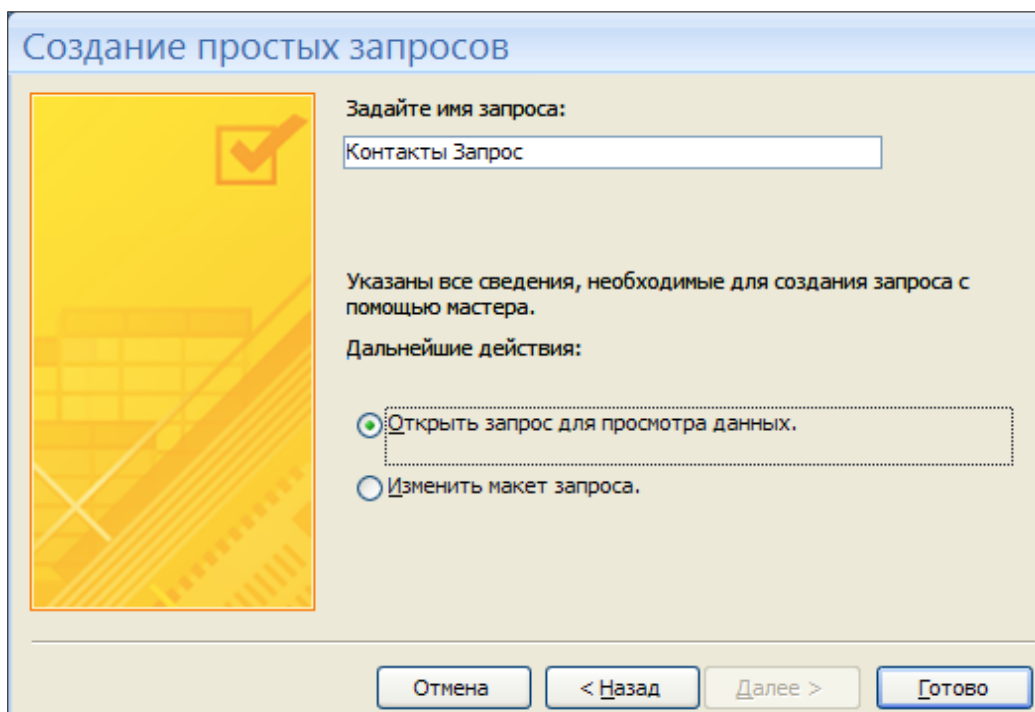 Создание простых запросов
Задайте имя запроса:
Контакты Запрос
Указаны все сведения, необходимые для создания запроса с
помощью мастера.
Дальнейшие действия:
Открыть запрос для просмотра данных.
Изменить макет запроса.
Отмена < Назад Далее > Готово